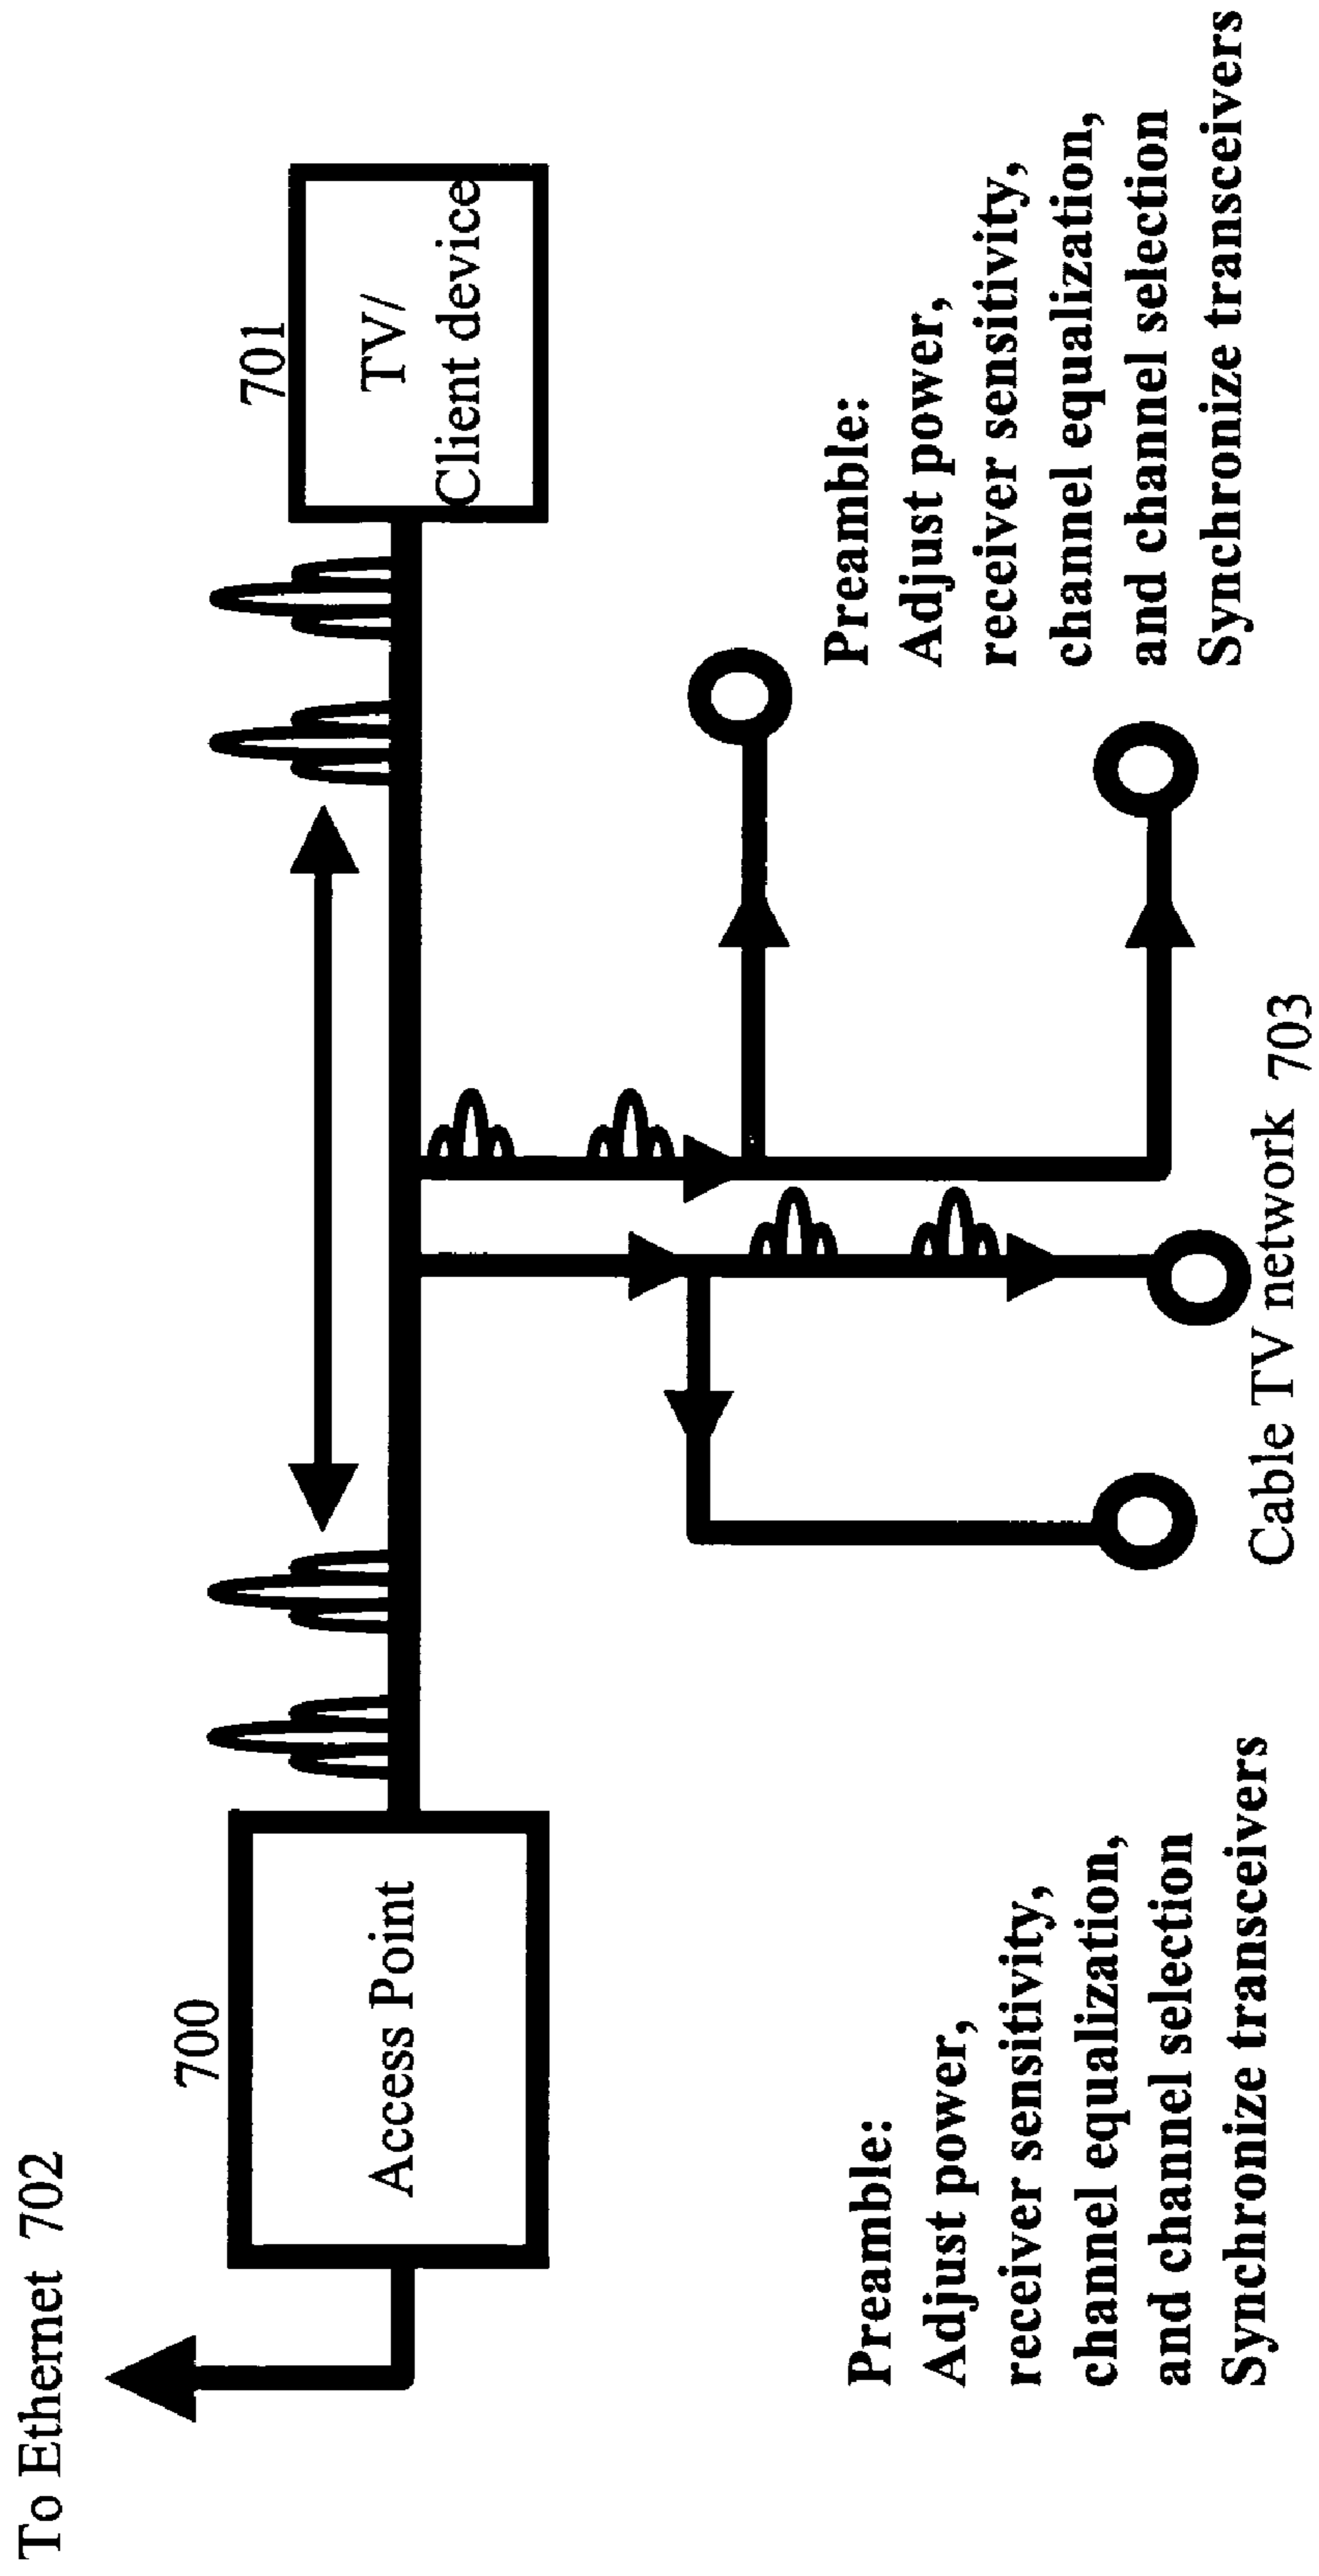 To Ethernet 702
700
Access Point
701
TV/
Client device
Preamble:
Adjust power,
receiver sensitivity,
channel equalization,
and channel selection
Synchronize transceivers
Cable TV network 703
Preamble:
Adjust power,
receiver sensitivity,
channel equalization,
and channel selection
Synchronize transceivers